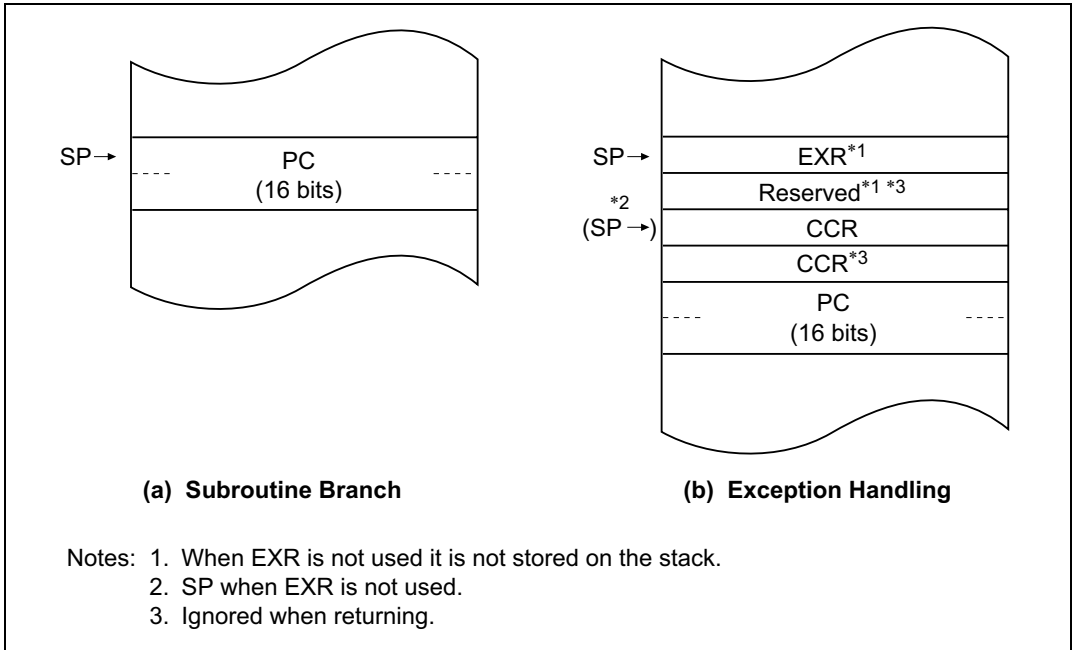 SP→
PC
(16 bits)
(a) Subroutine Branch
SP→
*2
(SP→)
EXR*1
Reserved*1 *3
CCR
CCR*3
PC
(16 bits)
(b) Exception Handling
Notes: 1. When EXR is not used it is not stored on the stack.
2. SP when EXR is not used.
3. Ignored when returning.